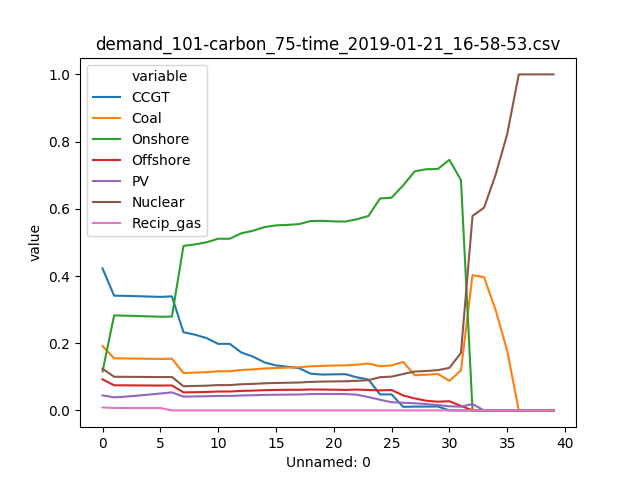 demand_101-carbon_75-time_2019-01-21_16-58-53.csv
1.0
0.8
0.6
0.4
0.2
0.0
value
variable
CCGT
Coal
Onshore
Offshore
PV
Nuclear
Recip_gas
0 5 10 15 20 25 30 35 40
Unnamed: 0